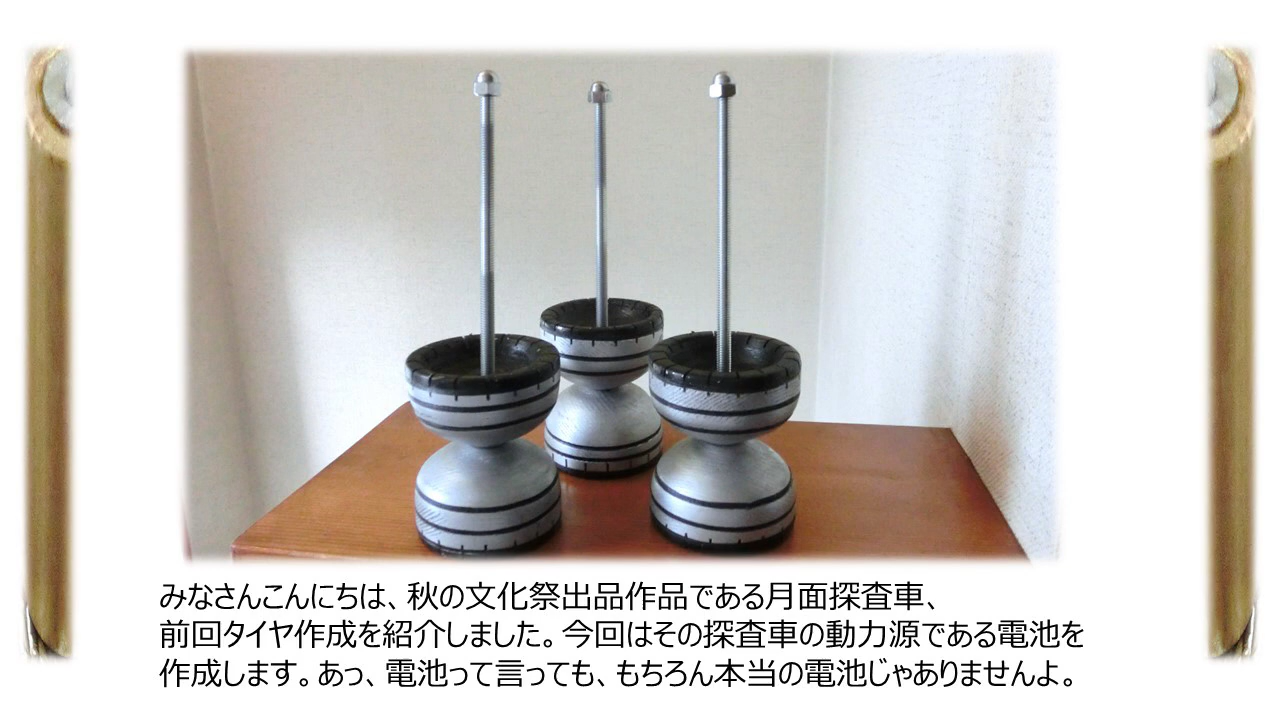 みなさんこんにちは、秋の文化祭出品作品である月面探査車、
前回タイヤ作成を紹介しました。今回はその探査車の動力源である電池を
作成します。あっ、電池って言っても、もちろん本当の電池じゃありませんよ。